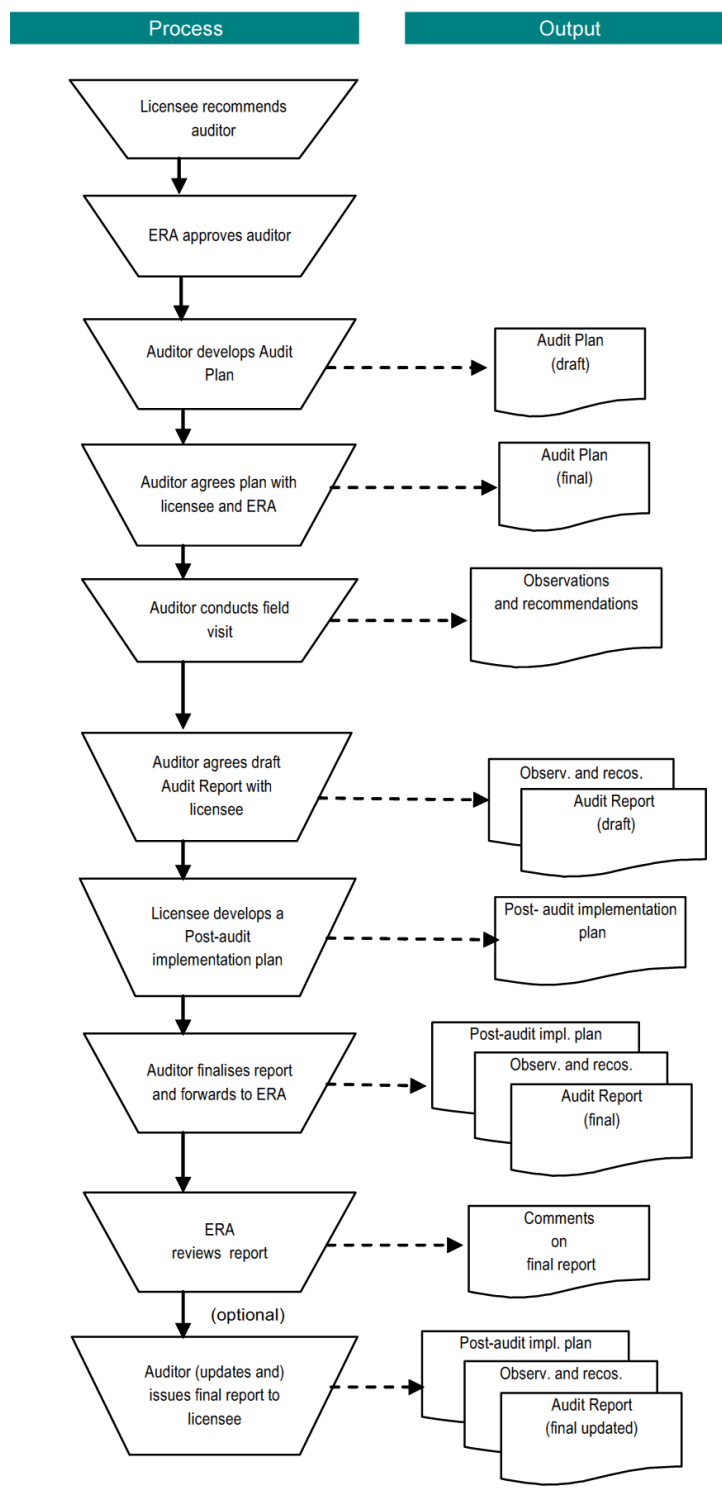 Process
Output
Licensee recommends
auditor
ERA approves auditor
Auditor develops Audit
Plan
Audit Plan
(draft)
Auditor agrees plan with
licensee and ERA
Audit Plan
(final)
Auditor conducts field
visit
Observations
and recommendations
Auditor agrees draft
Audit Report with
licensee
Observ. and recos.
Audit Report
(draft)
Licensee develops a
Post-audit
implementation plan
Post- audit implementation
plan
Auditor finalises report
and forwards to ERA
Post-audit impl. plan
Observ. and recos.
Audit Report
(final)
ERA
reviews report
Comments
on
final report
(optional)
Auditor (updates and)
issues final report to
licensee
Post-audit impl. plan
Observ. and recos.
Audit Report
(final updated)